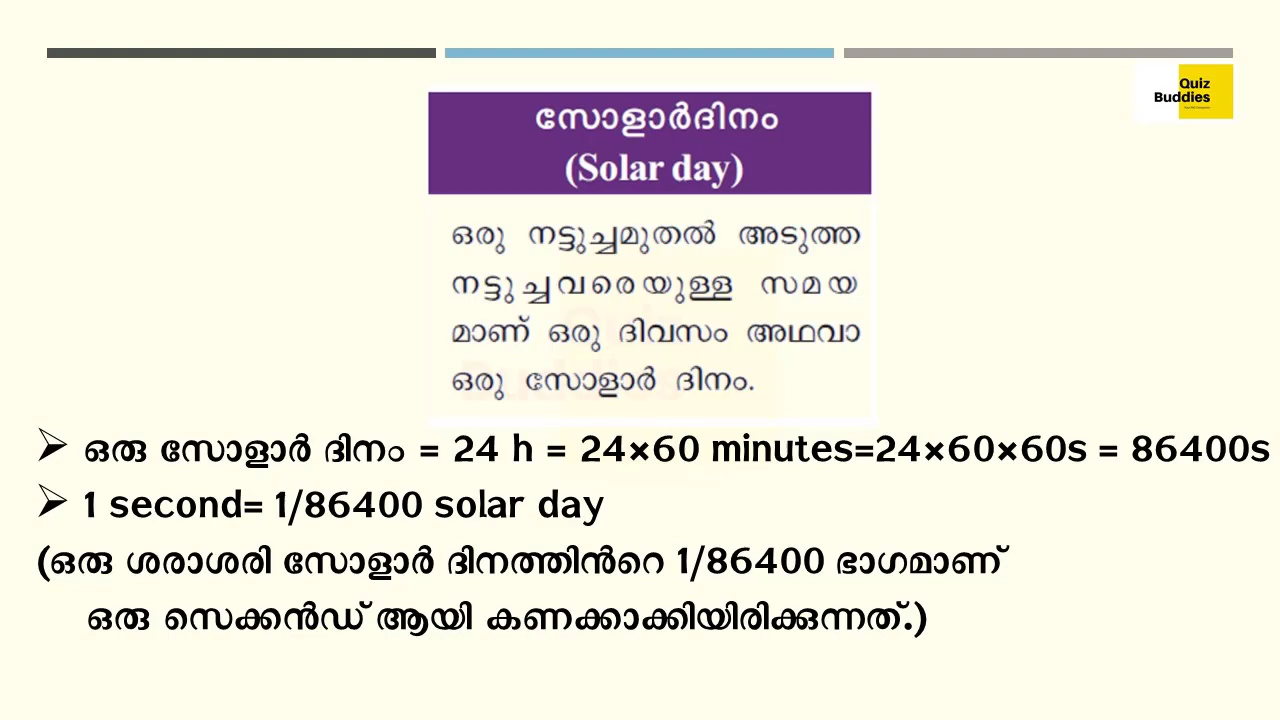 Quiz
Buddies
സോളാർദിനം
(Solar day)
ഒരു നട്ടുച്ചമുതൽ അടുത്ത
നട്ടുച്ചവരെയുള്ള സമയ
മാണ് ഒരു ദിവസം അഥവാ
ഒരു സോളാർ ദിനം.
➢ ഒരു സോളാർ ദിനം = 24 h = 24×60 minutes=24×60×60s = 86400s
➢ 1 second= 1/86400 solar day
(ഒരു ശരാശരി സോളാർ ദിനത്തിൻറെ 1/86400 ഭാഗമാണ്
ഒരു സെക്കൻഡ് ആയി കണക്കാക്കിയിരിക്കുന്നത്.)